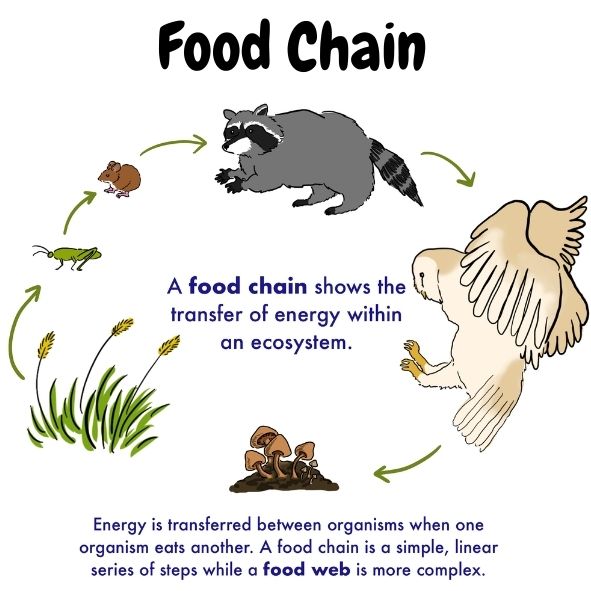 Food Chain
A food chain shows the
transfer of energy within
an ecosystem.
Energy is transferred between organisms when one
organism eats another. A food chain is a simple, linear
series of steps while a food web is more complex.